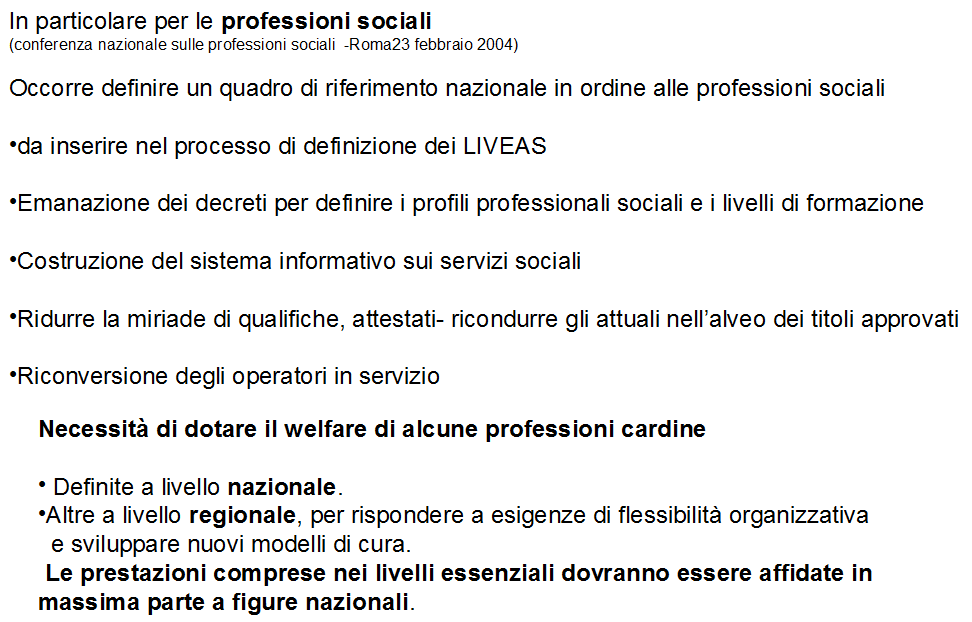 In particolare per le professioni sociali
(conferenza nazionale sulle professioni sociali -Roma23 febbraio 2004)
Occorre definire un quadro di riferimento nazionale in ordine alle professioni sociali
•da inserire nel processo di definizione dei LIVEAS
•Emanazione dei decreti per definire i profili professionali sociali e i livelli di formazione
•Costruzione del sistema informativo sui servizi sociali
•Ridurre la miriade di qualifiche, attestati- ricondurre gli attuali nell’alveo dei titoli approvati
•Riconversione degli operatori in servizio
Necessità di dotare il welfare di alcune professioni cardine
• Definite a livello nazionale.
•Altre a livello regionale, per rispondere a esigenze di flessibilità organizzativa
e sviluppare nuovi modelli di cura.
Le prestazioni comprese nei livelli essenziali dovranno essere affidate in
massima parte a figure nazionali.